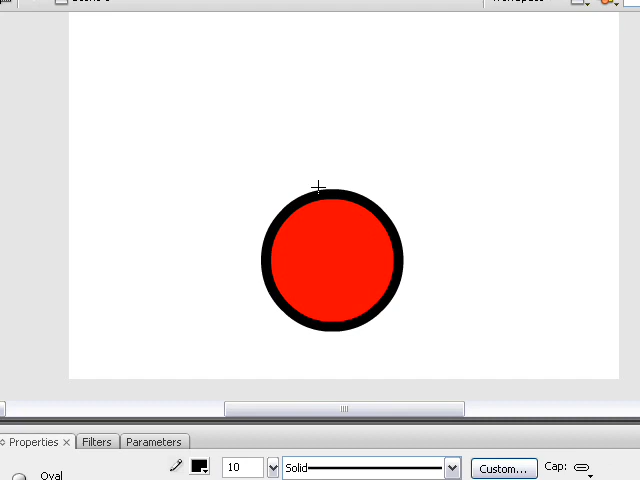 Properties × Filters Parameters
10 Solid Custom... Cap:
Oval